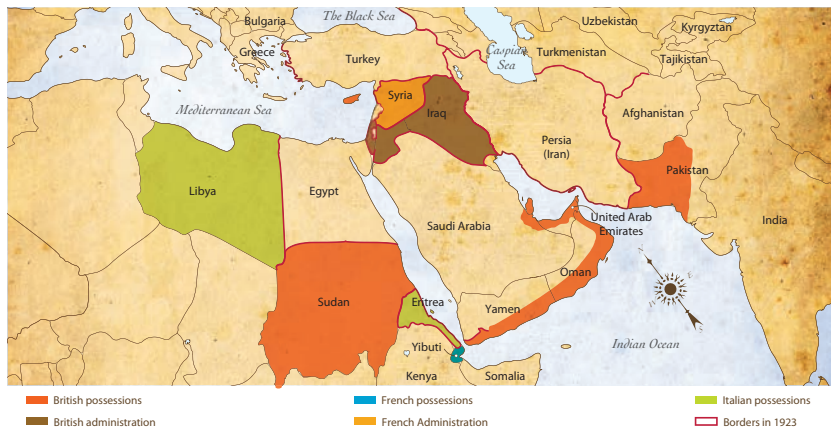 The Black Sea
Bulgaria
Uzbekistan
Kyrgyztan
Greece
Turkey
Caspian
Sea
Turkmenistan
Tajikistan
Syria
Mediterranean Sea
Iraq
Afghanistan
Persia
(Iran)
Pakistan
Libya
Egypt
Saudi Arabia
United Arab
Emirates
India
Oman
Sudan
Eritrea
Yamen
Yibuti
Indian Ocean
Kenya
Somalia
British possessions
French possessions
Italian possessions
British administration
French Administration
Borders in 1923